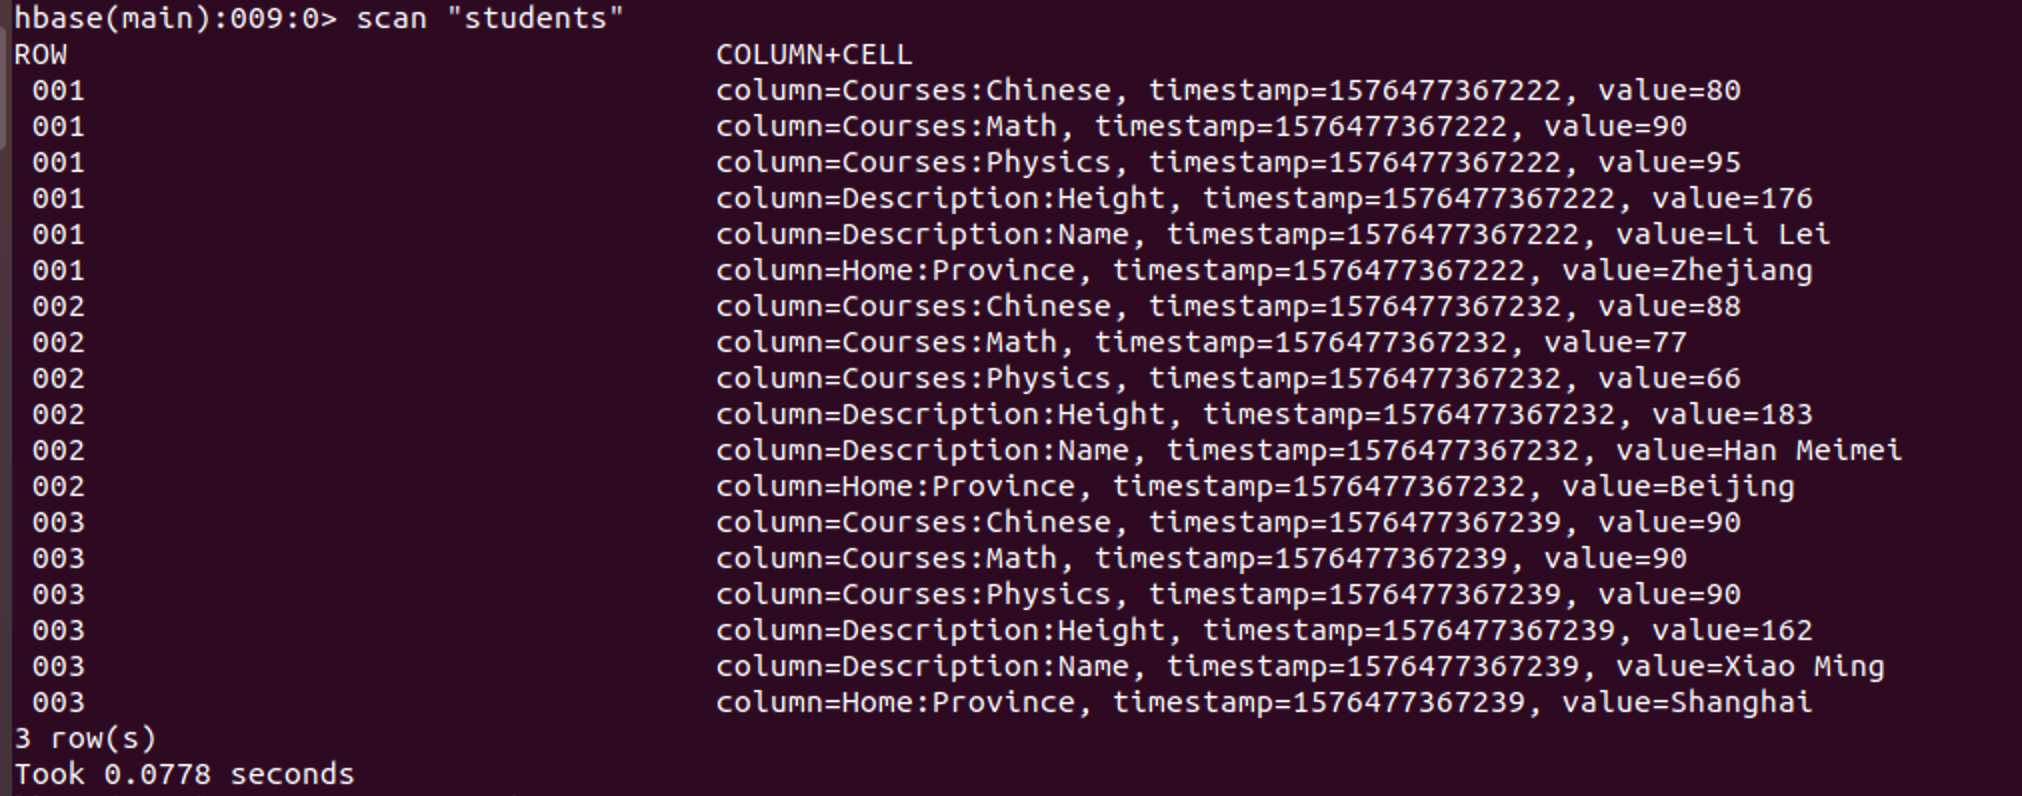 hbase(main):009:0> scan "students"
ROW COLUMN+CELL
001 column=Courses:Chinese, timestamp=1576477367222, value=80
001 column=Courses:Math, timestamp=1576477367222, value=90
001 column=Courses:Physics, timestamp=1576477367222, value=95
001 column=Description:Height, timestamp=1576477367222, value=176
001 column=Description:Name, timestamp=1576477367222, value=Li Lei
001 column=Home:Province, timestamp=1576477367222, value=Zhejiang
002 column=Courses:Chinese, timestamp=1576477367232, value=88
002 column=Courses:Math, timestamp=1576477367232, value=77
002 column=Courses:Physics, timestamp=1576477367232, value=66
002 column=Description:Height, timestamp=1576477367232, value=183
002 column=Description:Name, timestamp=1576477367232, value=Han Meimei
002 column=Home:Province, timestamp=1576477367232, value=Beijing
003 column=Courses:Chinese, timestamp=1576477367239, value=90
003 column=Courses:Math, timestamp=1576477367239, value=90
003 column=Courses:Physics, timestamp=1576477367239, value=90
003 column=Description:Height, timestamp=1576477367239, value=162
003 column=Description:Name, timestamp=1576477367239, value=Xiao Ming
003 column=Home:Province, timestamp=1576477367239, value=Shanghai
3 row(s)
Took 0.0778 seconds